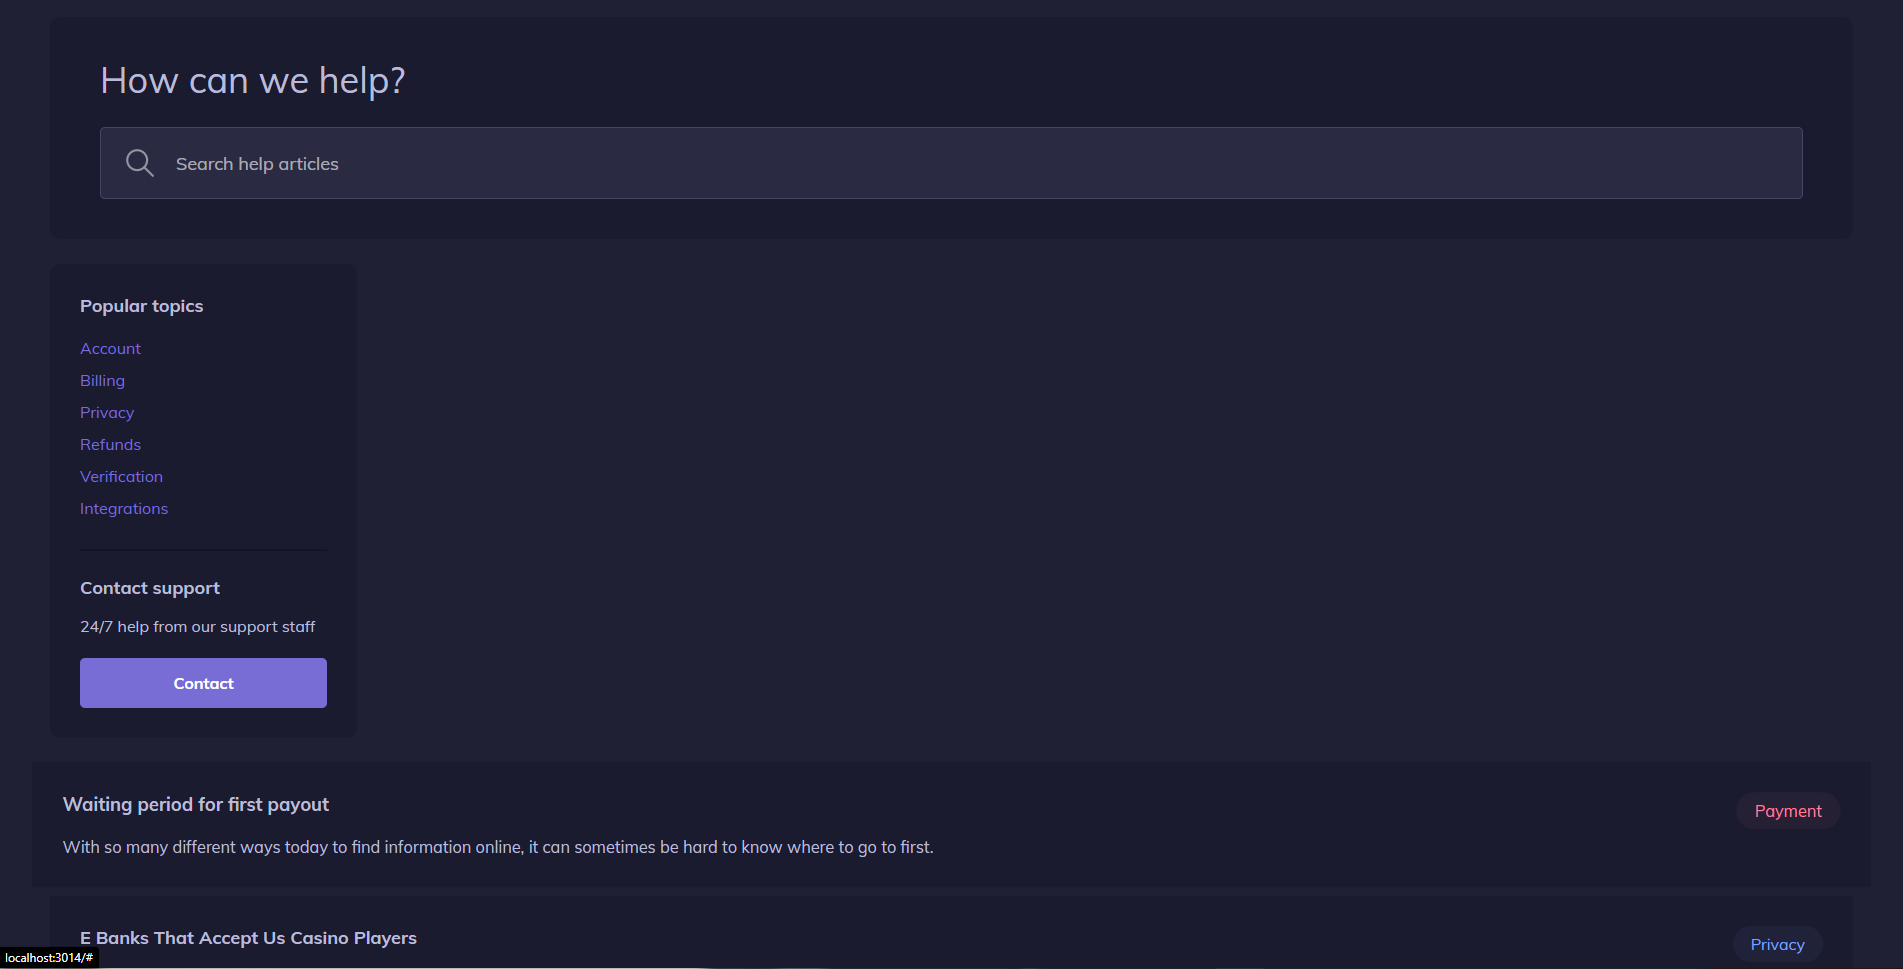 How can we help?
Search help articles
Popular topics
Account
Billing
Privacy
Refunds
Verification
Integrations
Contact support
24/7 help from our support staff
Contact
Waiting period for first payout
Payment
With so many different ways today to find information online, it can sometimes be hard to know where to go to first.
E Banks That Accept Us Casino Players
Privacy
localhost:3014/#